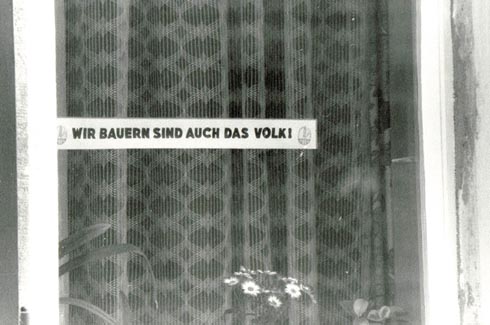 WIR BAUERN SIND AUCH DAS VOLK!